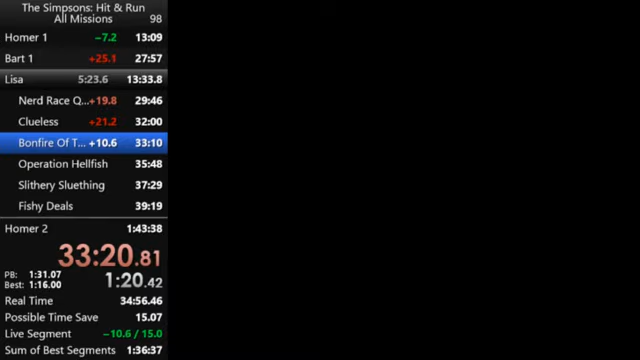 The Simpsons: Hit & Run
All Missions 98
Homer 1 −7.2 13:09
Bart 1 +25.1 27:57
Lisa 5:23.6 13:33.8
Nerd Race Q... +19.8 29:46
Clueless +21.2 32:00
Bonfire Of T... +10.6 33:10
Operation Hellfish 35:48
Slithery Sluething 37:29
Fishy Deals 39:19
Homer 2 1:43:38
33:20.81
PB: 1:31.07
Best: 1:16.00
1:20.42
Real Time 34:56.46
Possible Time Save 15.07
Live Segment −10.6 / 15.0
Sum of Best Segments 1:36:37